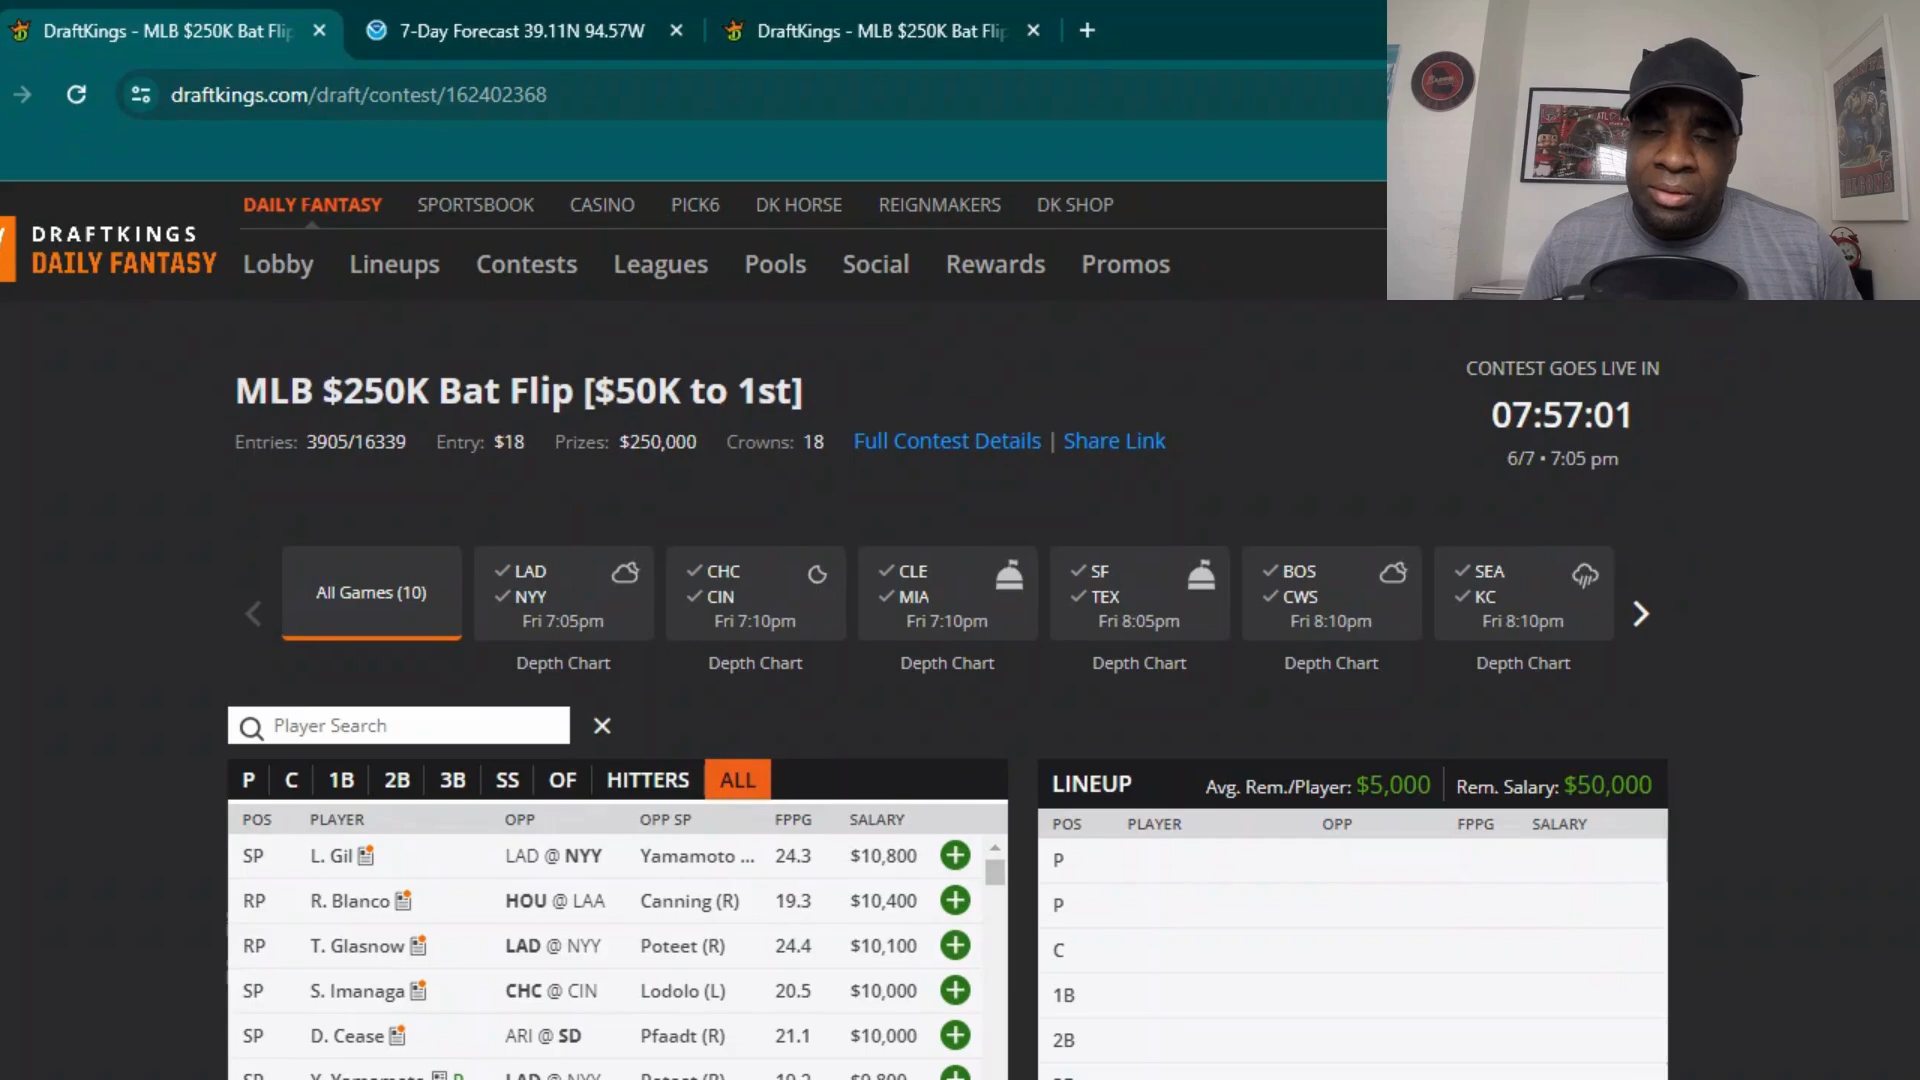 DraftKings - MLB $250K Bat Flip
7-Day Forecast 39.11N 94.57W
DraftKings - MLB $250K Bat Flip
draftkings.com/draft/contest/162402368
DAILY FANTASY SPORTSBOOK CASINO PICK6 DK HORSE REIGNMAKERS DK SHOP
DRAFTKINGS
DAILY FANTASY
Lobby Lineups Contests Leagues Pools Social Rewards Promos
MLB $250K Bat Flip [$50K to 1st]
Entries: 3905/16339 Entry: $18 Prizes: $250,000 Crowns: 18 Full Contest Details | Share Link
CONTEST GOES LIVE IN
07:57:01
6/7 • 7:05 pm
All Games (10)
LAD
NYY
Fri 7:05pm
Depth Chart
CHC
CIN
Fri 7:10pm
Depth Chart
CLE
MIA
Fri 7:10pm
Depth Chart
SF
TEX
Fri 8:05pm
Depth Chart
BOS
CWS
Fri 8:10pm
Depth Chart
SEA
KC
Fri 8:10pm
Depth Chart
Player Search
P C 1B 2B 3B SS OF HITTERS ALL
POS PLAYER OPP OPP SP FPPG SALARY
SP L. Gil LAD @ NYY Yamamoto ... 24.3 $10,800
RP R. Blanco HOU @ LAA Canning (R) 19.3 $10,400
RP T. Glasnow LAD @ NYY Poteet (R) 24.4 $10,100
SP S. Imanaga CHC @ CIN Lodolo (L) 20.5 $10,000
SP D. Cease ARI @ SD Pfaadt (R) 21.1 $10,000
SP Y. Yamamoto LAD @ NYY Poteet (R) 19.2 $9,800
LINEUP Avg. Rem./Player: $5,000 Rem. Salary: $50,000
POS PLAYER OPP FPPG SALARY
P
P
C
1B
2B